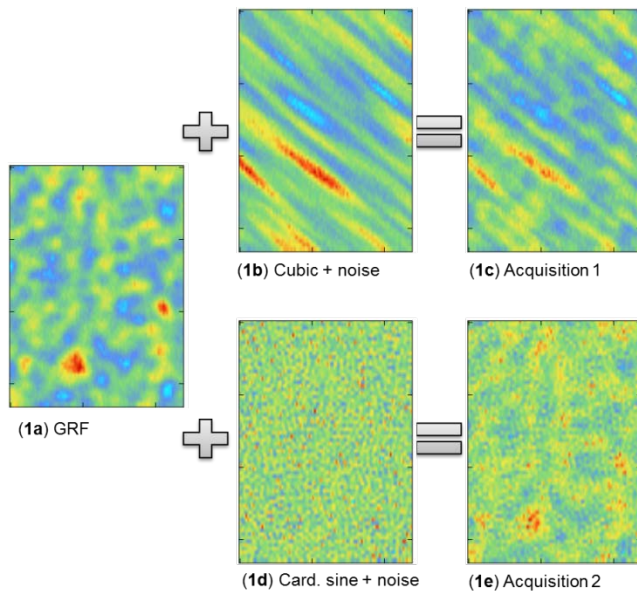 (1b) Cubic + noise
(1c) Acquisition 1
(1a) GRF
(1d) Card. sine + noise
(1e) Acquisition 2